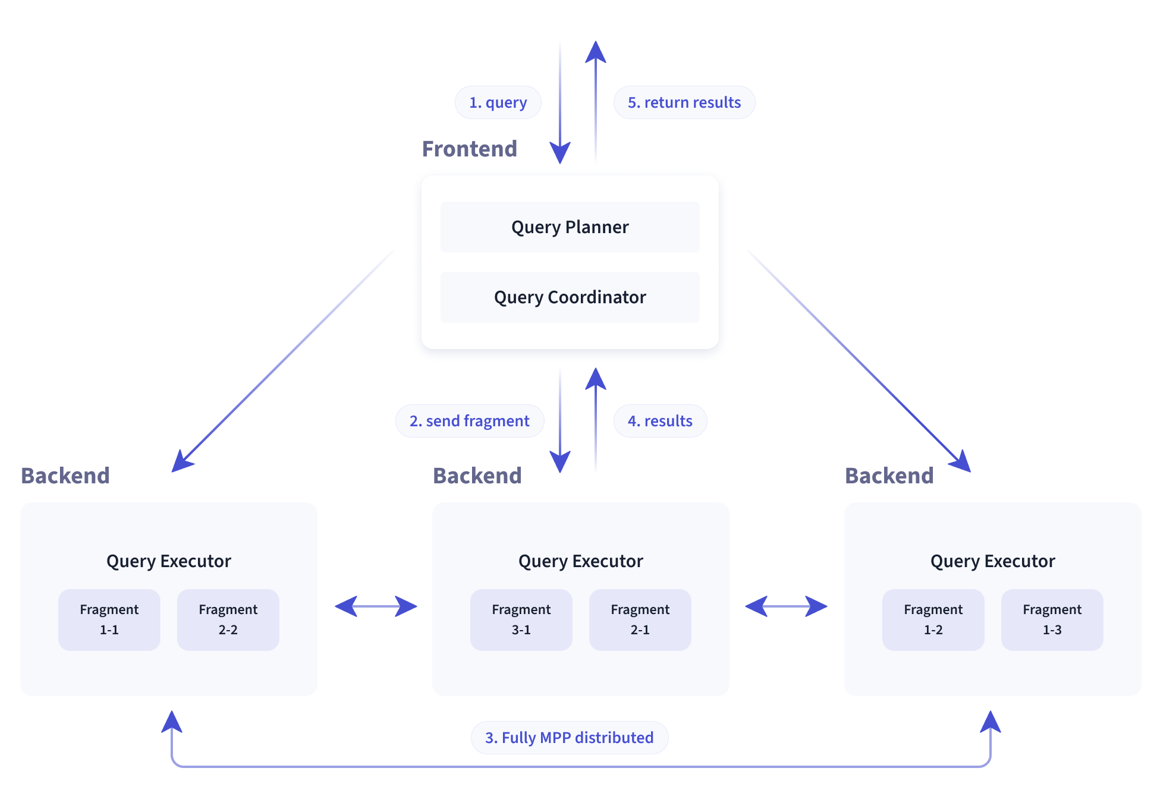 1. query
5. return results
Frontend
Query Planner
Query Coordinator
2. send fragment
4. results
Backend
Backend
Backend
Query Executor
Fragment
1-1
Fragment
2-2
Query Executor
Fragment
3-1
Fragment
2-1
Query Executor
Fragment
1-2
Fragment
1-3
3. Fully MPP distributed